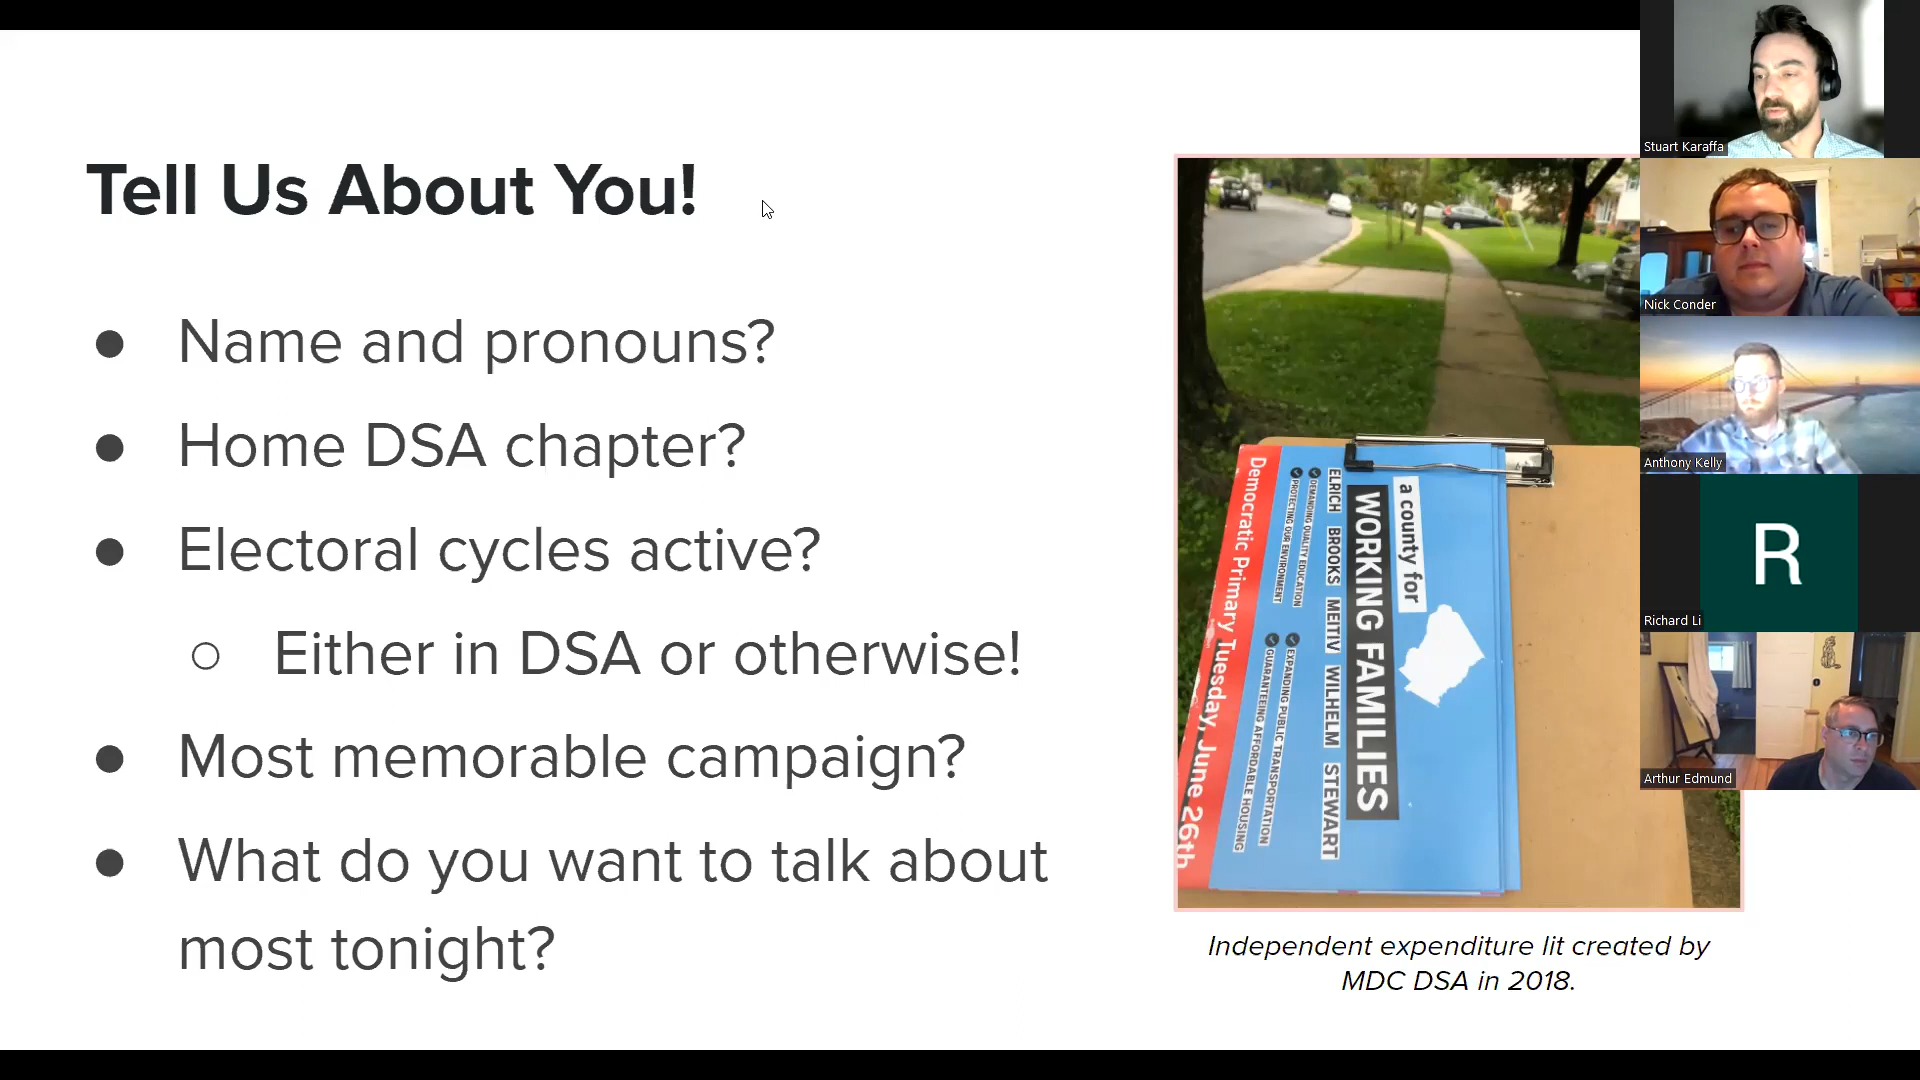 Tell Us About You!
● Name and pronouns?
● Home DSA chapter?
● Electoral cycles active?
○ Either in DSA or otherwise!
● Most memorable campaign?
● What do you want to talk about
most tonight?
a county for
WORKING FAMILIES
ELRICH BROOKS MEITIV WILHELM STEWART
DEMANDING QUALITY EDUCATION
PROTECTING OUR ENVIRONMENT
EXPANDING PUBLIC TRANSPORTATION
GUARANTEEING AFFORDABLE HOUSING
Democratic Primary Tuesday, June 26th
Independent expenditure lit created by
MDC DSA in 2018.
Stuart Karaffa
Nick Conder
Anthony Kelly
R
Richard Li
Arthur Edmund